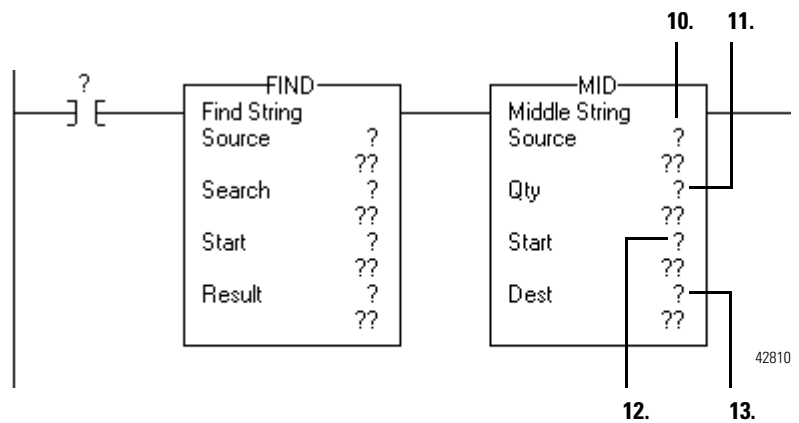 10. 11.
?
FIND
Find String
Source ?
??
Search ?
??
Start ?
??
Result ?
??
MID
Middle String
Source ?
??
Qty ?
??
Start ?
??
Dest ?
??
42810
12. 13.